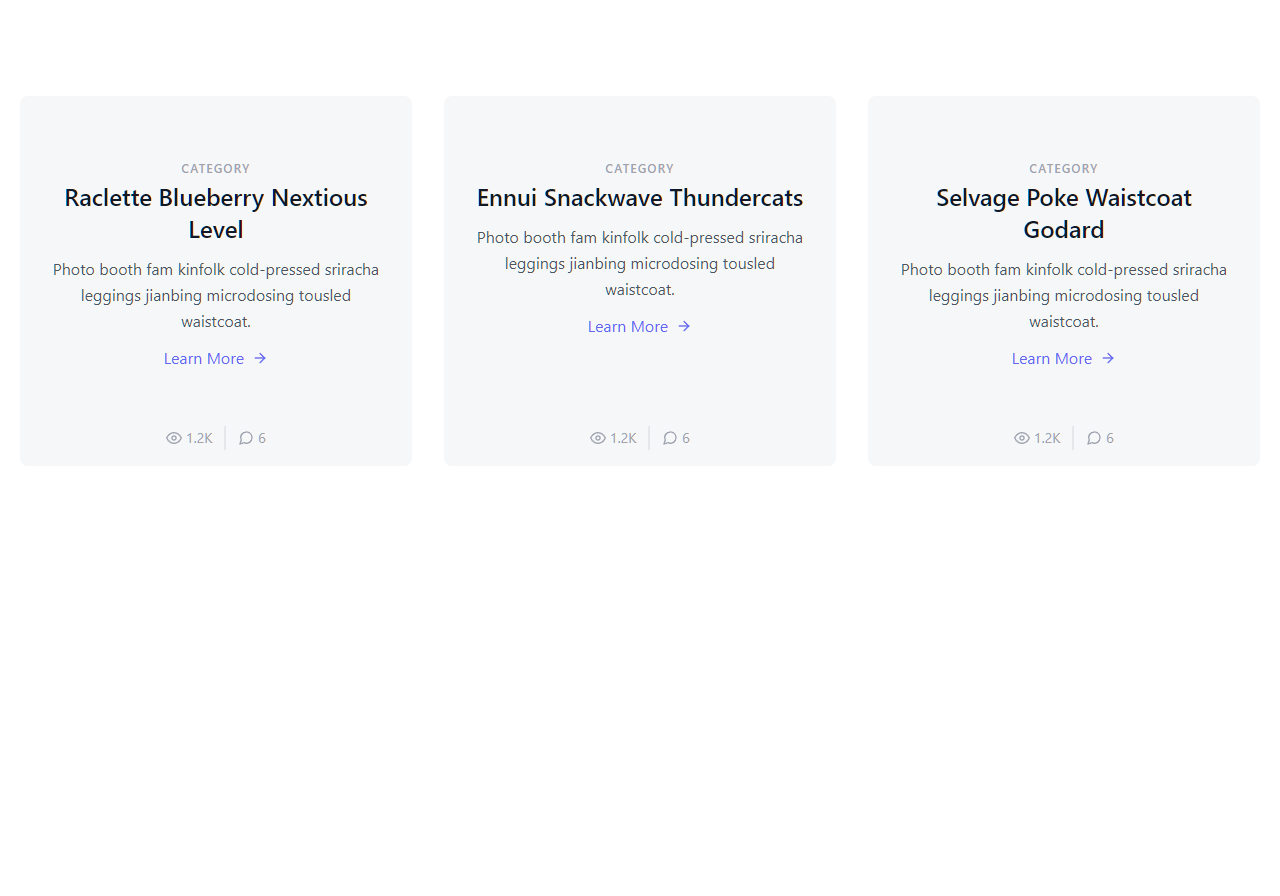 CATEGORY
Raclette Blueberry Nextious
Level
Photo booth fam kinfolk cold-pressed sriracha
leggings jianbing microdosing tousled
waistcoat.
Learn More
1.2K
6
CATEGORY
Ennui Snackwave Thundercats
Photo booth fam kinfolk cold-pressed sriracha
leggings jianbing microdosing tousled
waistcoat.
Learn More
1.2K
6
CATEGORY
Selvage Poke Waistcoat
Godard
Photo booth fam kinfolk cold-pressed sriracha
leggings jianbing microdosing tousled
waistcoat.
Learn More
1.2K
6